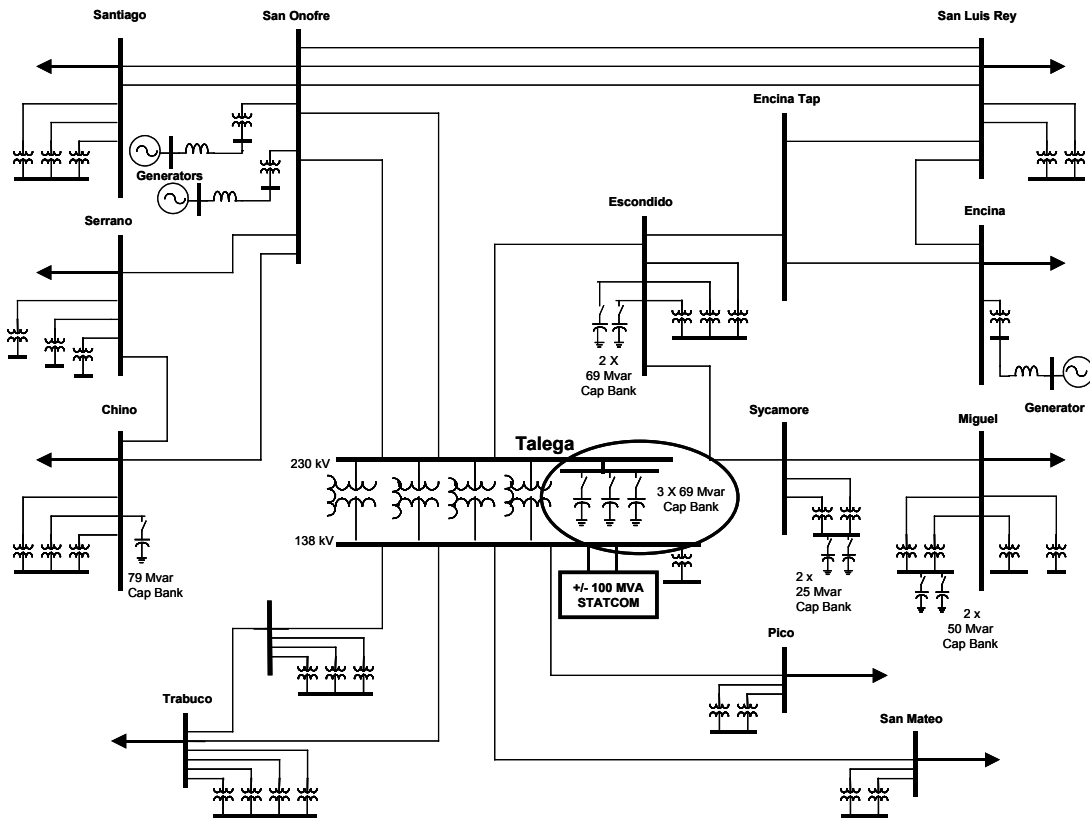 Santiago
San Onofre
San Luis Rey
Encina Tap
Generators
Escondido
Encina
Serrano
2 X
69 Mvar
Cap Bank
Generator
Chino
Sycamore
Miguel
Talega
230 kV
3 X 69 Mvar
Cap Bank
138 kV
79 Mvar
Cap Bank
+/- 100 MVA
STATCOM
2 x
25 Mvar
Cap Bank
2 x
50 Mvar
Cap Bank
Pico
Trabuco
San Mateo